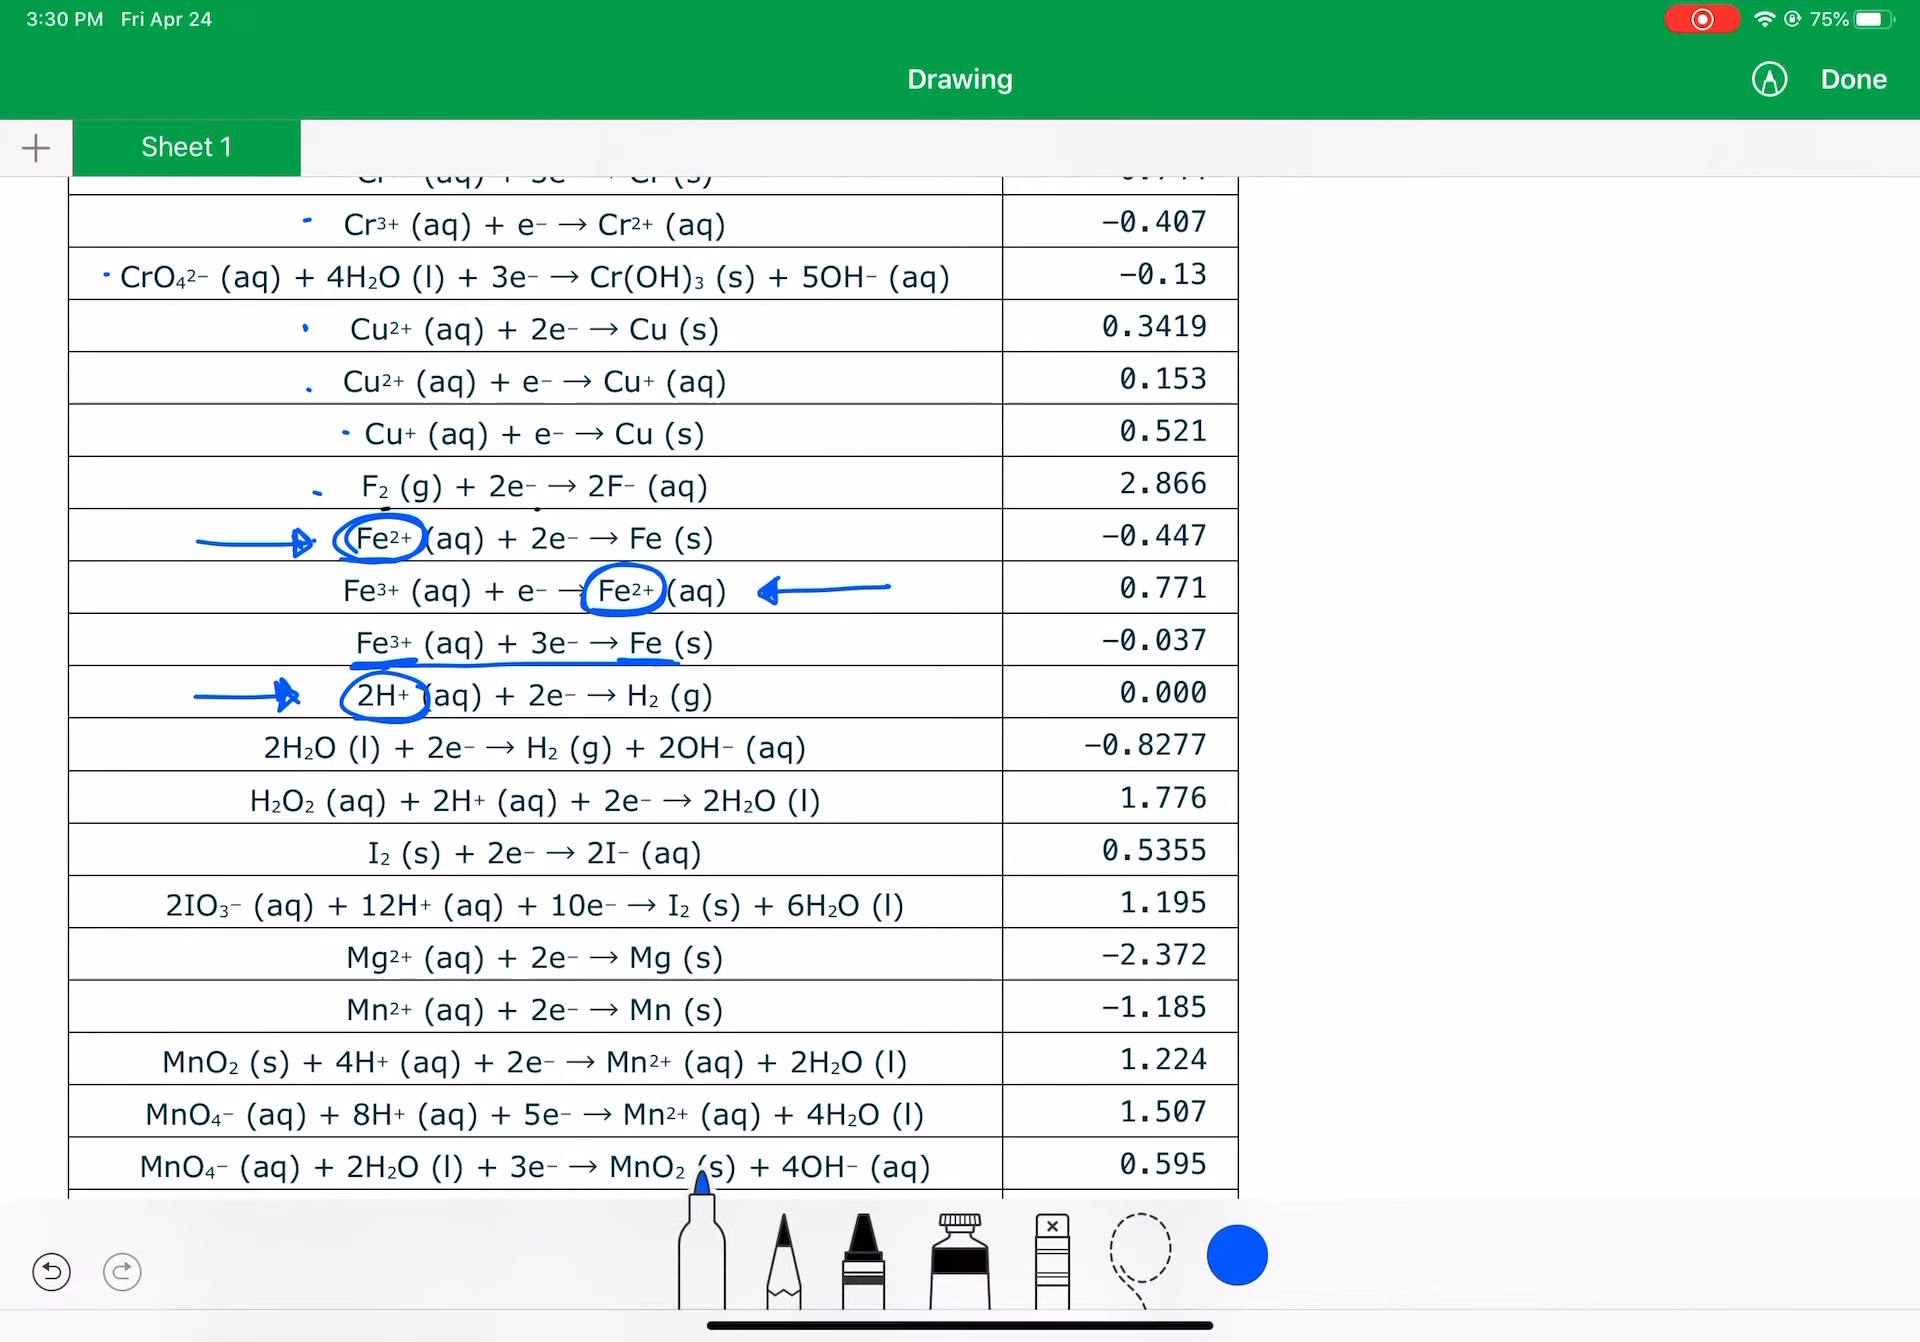 3:30 PM Fri Apr 24
75%
Drawing
Done
Sheet 1
Cr³⁺ (aq) + e⁻ → Cr²⁺ (aq) −0.407
CrO₄²⁻ (aq) + 4H₂O (l) + 3e⁻ → Cr(OH)₃ (s) + 5OH⁻ (aq) −0.13
Cu²⁺ (aq) + 2e⁻ → Cu (s) 0.3419
Cu²⁺ (aq) + e⁻ → Cu⁺ (aq) 0.153
Cu⁺ (aq) + e⁻ → Cu (s) 0.521
F₂ (g) + 2e⁻ → 2F⁻ (aq) 2.866
Fe²⁺ (aq) + 2e⁻ → Fe (s) −0.447
Fe³⁺ (aq) + e⁻ → Fe²⁺ (aq) 0.771
Fe³⁺ (aq) + 3e⁻ → Fe (s) −0.037
2H⁺ (aq) + 2e⁻ → H₂ (g) 0.000
2H₂O (l) + 2e⁻ → H₂ (g) + 2OH⁻ (aq) −0.8277
H₂O₂ (aq) + 2H⁺ (aq) + 2e⁻ → 2H₂O (l) 1.776
I₂ (s) + 2e⁻ → 2I⁻ (aq) 0.5355
2IO₃⁻ (aq) + 12H⁺ (aq) + 10e⁻ → I₂ (s) + 6H₂O (l) 1.195
Mg²⁺ (aq) + 2e⁻ → Mg (s) −2.372
Mn²⁺ (aq) + 2e⁻ → Mn (s) −1.185
MnO₂ (s) + 4H⁺ (aq) + 2e⁻ → Mn²⁺ (aq) + 2H₂O (l) 1.224
MnO₄⁻ (aq) + 8H⁺ (aq) + 5e⁻ → Mn²⁺ (aq) + 4H₂O (l) 1.507
MnO₄⁻ (aq) + 2H₂O (l) + 3e⁻ → MnO₂ (s) + 4OH⁻ (aq) 0.595